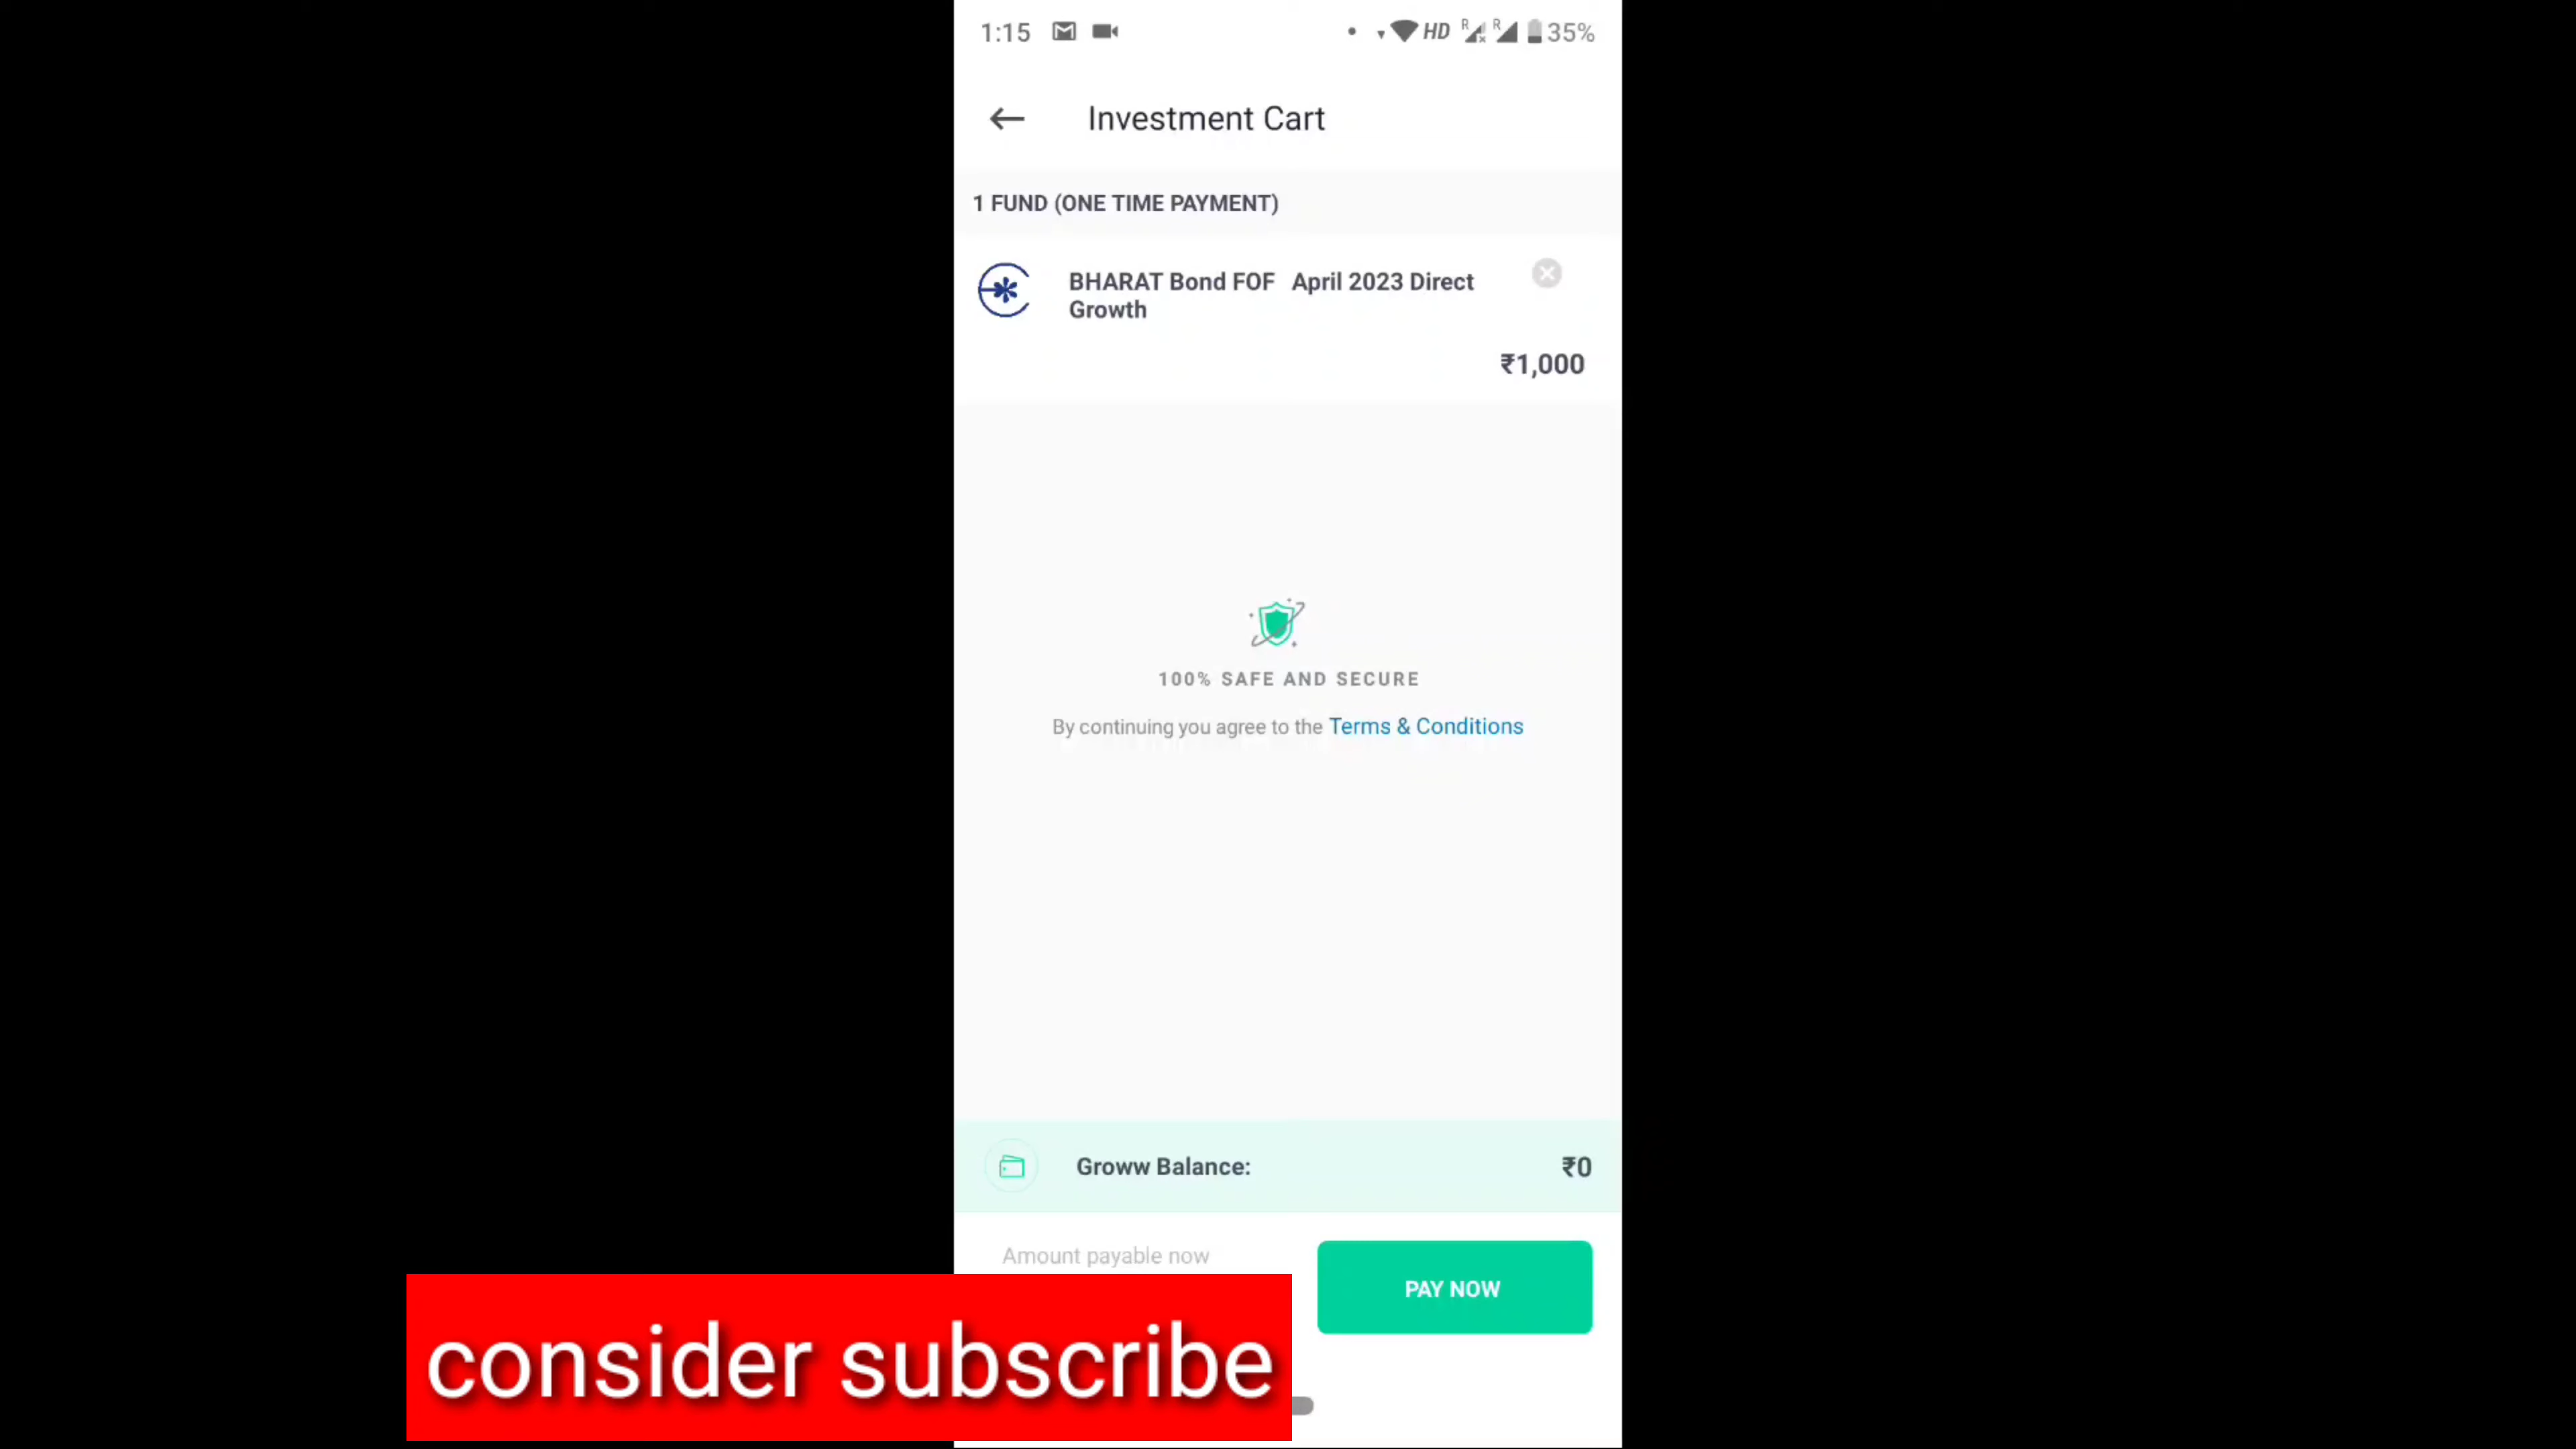 1:15 HD R R 35%
Investment Cart
1 FUND (ONE TIME PAYMENT)
BHARAT Bond FOF April 2023 Direct
Growth
₹1,000
100% SAFE AND SECURE
By continuing you agree to the Terms & Conditions
Groww Balance: ₹0
Amount payable now
PAY NOW
consider subscribe